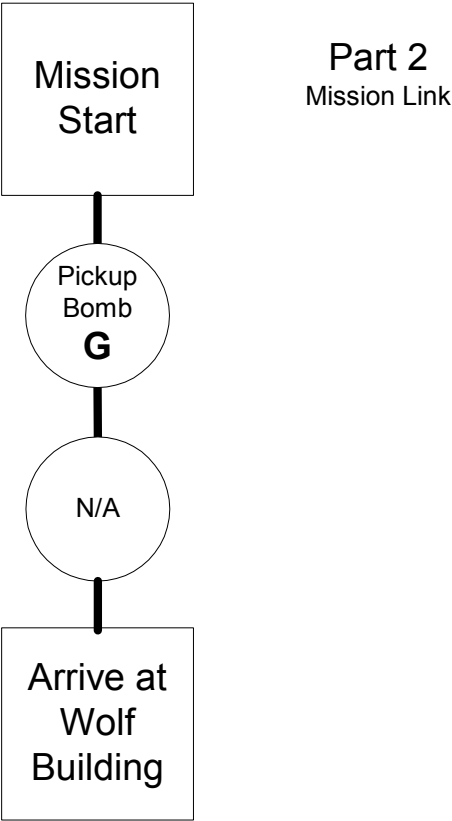 Mission
Start
Part 2
Mission Link
Pickup
Bomb
G
N/A
Arrive at
Wolf
Building